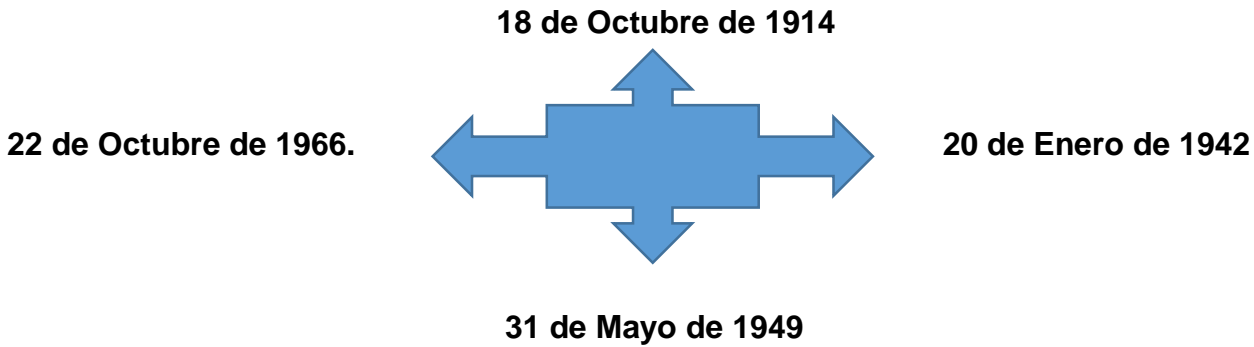 18 de Octubre de 1914
22 de Octubre de 1966.
20 de Enero de 1942
31 de Mayo de 1949